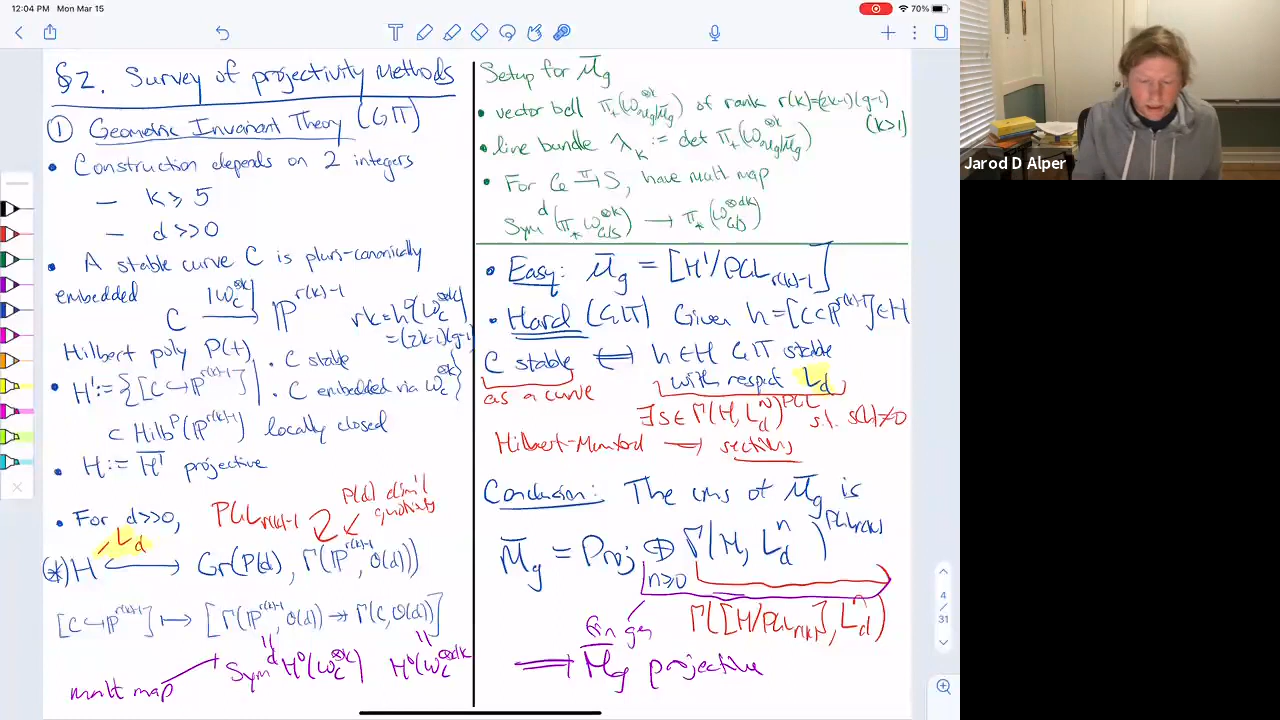 12:04 PM Mon Mar 15
70%
§2. Survey of projectivity Methods
① Geometric Invariant Theory (GIT)
• Construction depends on 2 integers
— k ≥ 5
— d >> 0
• A stable curve C is pluri-canonically
embedded
C —|ω_C^{⊗k}|→ ℙ^{r(k)-1}
rk = h⁰(ω_C^{⊗k})
= (2k-1)(g-1)
Hilbert poly P(t)
• H' := { [C ↪ ℙ^{r(k)-1}] | · C stable
· C embedded via ω_C^{⊗k} }
⊂ Hilb^P(ℙ^{r(k)-1}) locally closed
• H := H̄' projective
• For d >> 0,
PGL_{r(k)-1}
P(d) dim'l
quotients
L_d
(*) H ↪ Gr(P(d), Γ(ℙ^{r(k)-1}, O(d)))
[C ↪ ℙ^{r(k)-1}] ↦ [Γ(ℙ^{r(k)-1}, O(d)) ↠ Γ(C, O(d))]
Sym^d H⁰(ω_C^{⊗k}) H⁰(ω_C^{⊗dk})
mult map
Setup for M̄_g
• vector bdl π_*(ω_{U_g/M̄_g}^{⊗k}) of rank r(k)=(2k-1)(g-1)
(k>1)
• line bundle λ_k := det π_*(ω_{U_g/M̄_g}^{⊗k})
• For C —π→ S, have mult map
Sym^d(π_* ω_{C/S}^{⊗k}) → π_*(ω_{C/S}^{⊗dk})
• Easy: M̄_g = [H'/PGL_{r(k)-1}]
• Hard (GIT) Given h = [C ⊂ ℙ^{r(k)-1}] ∈ H
C stable ⟺ h ∈ H GIT stable
with respect L_d
as a curve
∃ s ∈ Γ(H, L_d^N)^{PGL} s.t. s(h) ≠ 0
Hilbert-Mumford → sections
Conclusion: The cms of M̄_g is
M̄_g = Proj ⊕_{n≥0} Γ(H, L_d^n)^{PGL_{r(k)}}
Γ([H/PGL_{r(k)}], L_d^n)
fin gen
⟹ M̄_g projective
4
/
31
Jarod D Alper